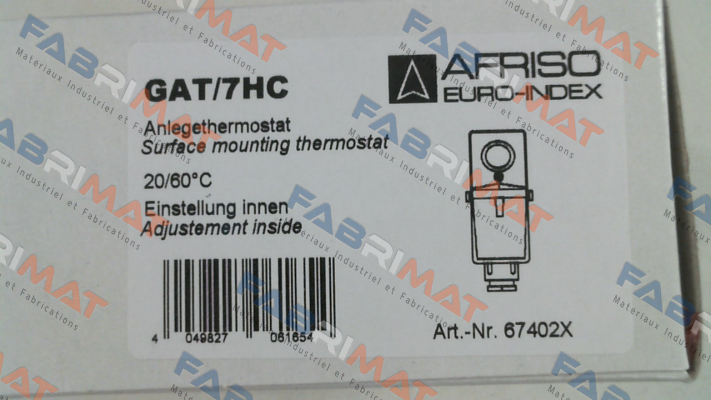 GAT/7HC
AFRISO
EURO-INDEX
Anlegethermostat
Surface mounting thermostat
20/60°C
Einstellung innen
Adjustement inside
4 049827 061654
Art.-Nr. 67402X
FABRIMAT
Materiaux Industriel et Fabrications